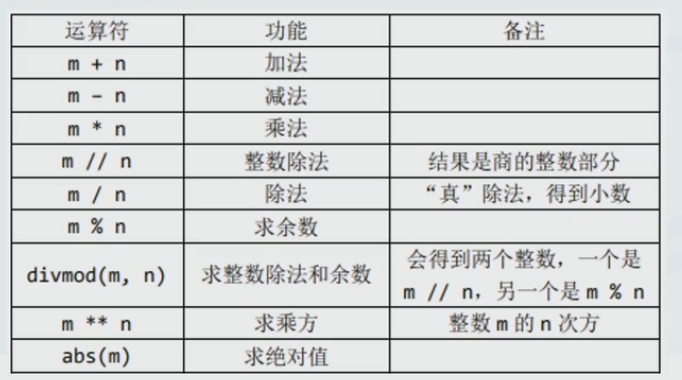 运算符 功能 备注
m + n 加法
m - n 减法
m * n 乘法
m // n 整数除法 结果是商的整数部分
m / n 除法 “真”除法，得到小数
m % n 求余数
divmod(m, n) 求整数除法和余数 会得到两个整数，一个是
m // n，另一个是 m % n
m ** n 求乘方 整数 m 的 n 次方
abs(m) 求绝对值